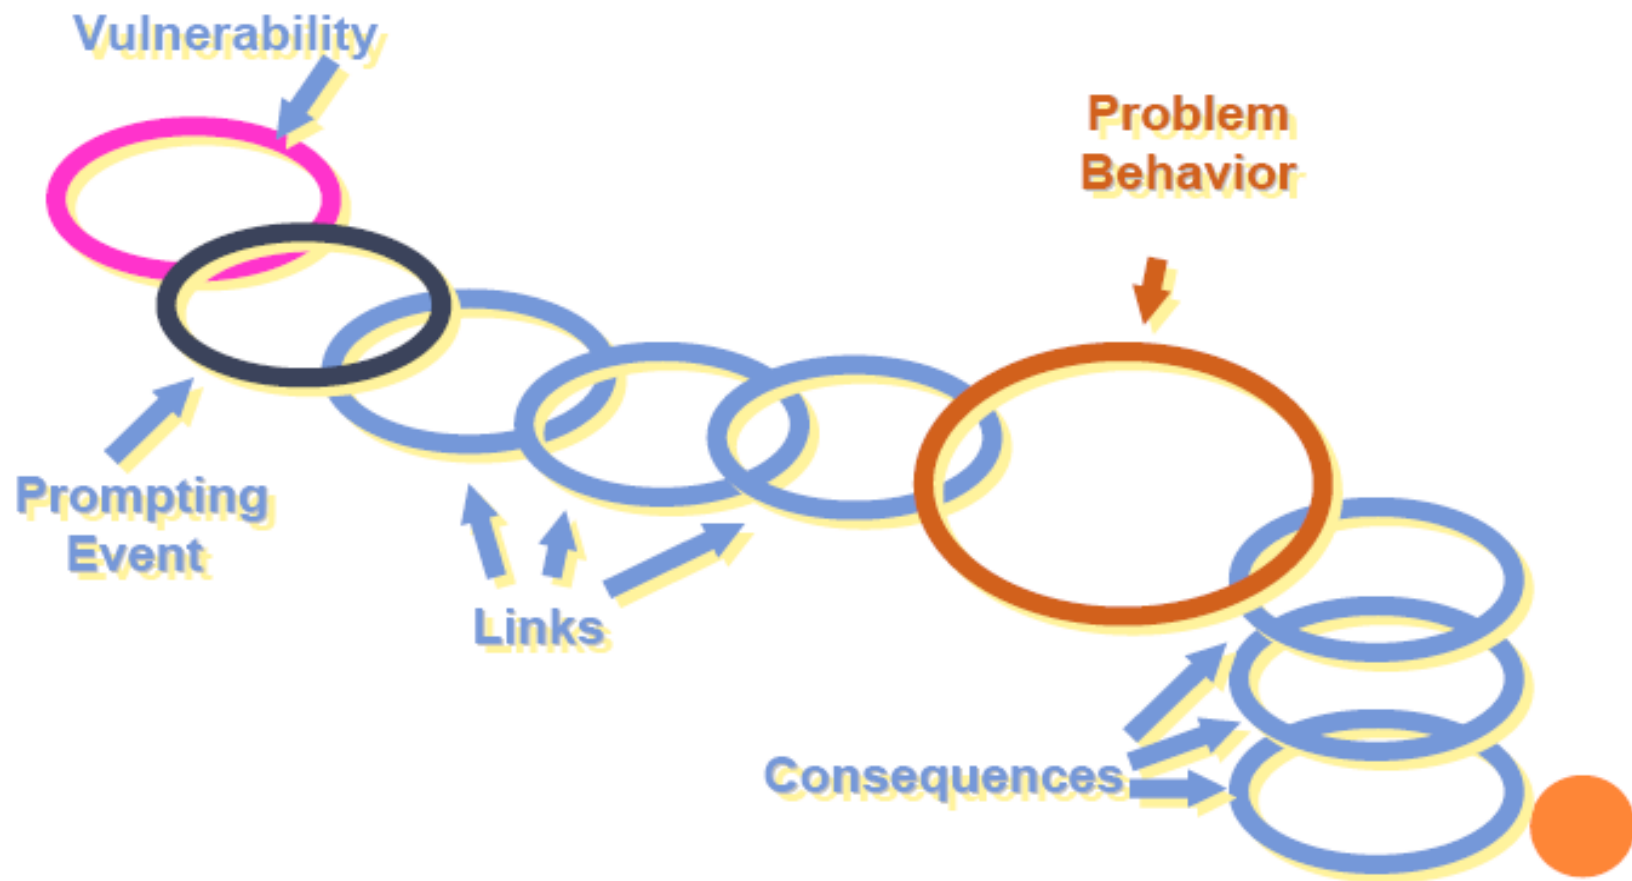 Vulnerability
Problem
Behavior
Prompting
Event
Links
Consequences